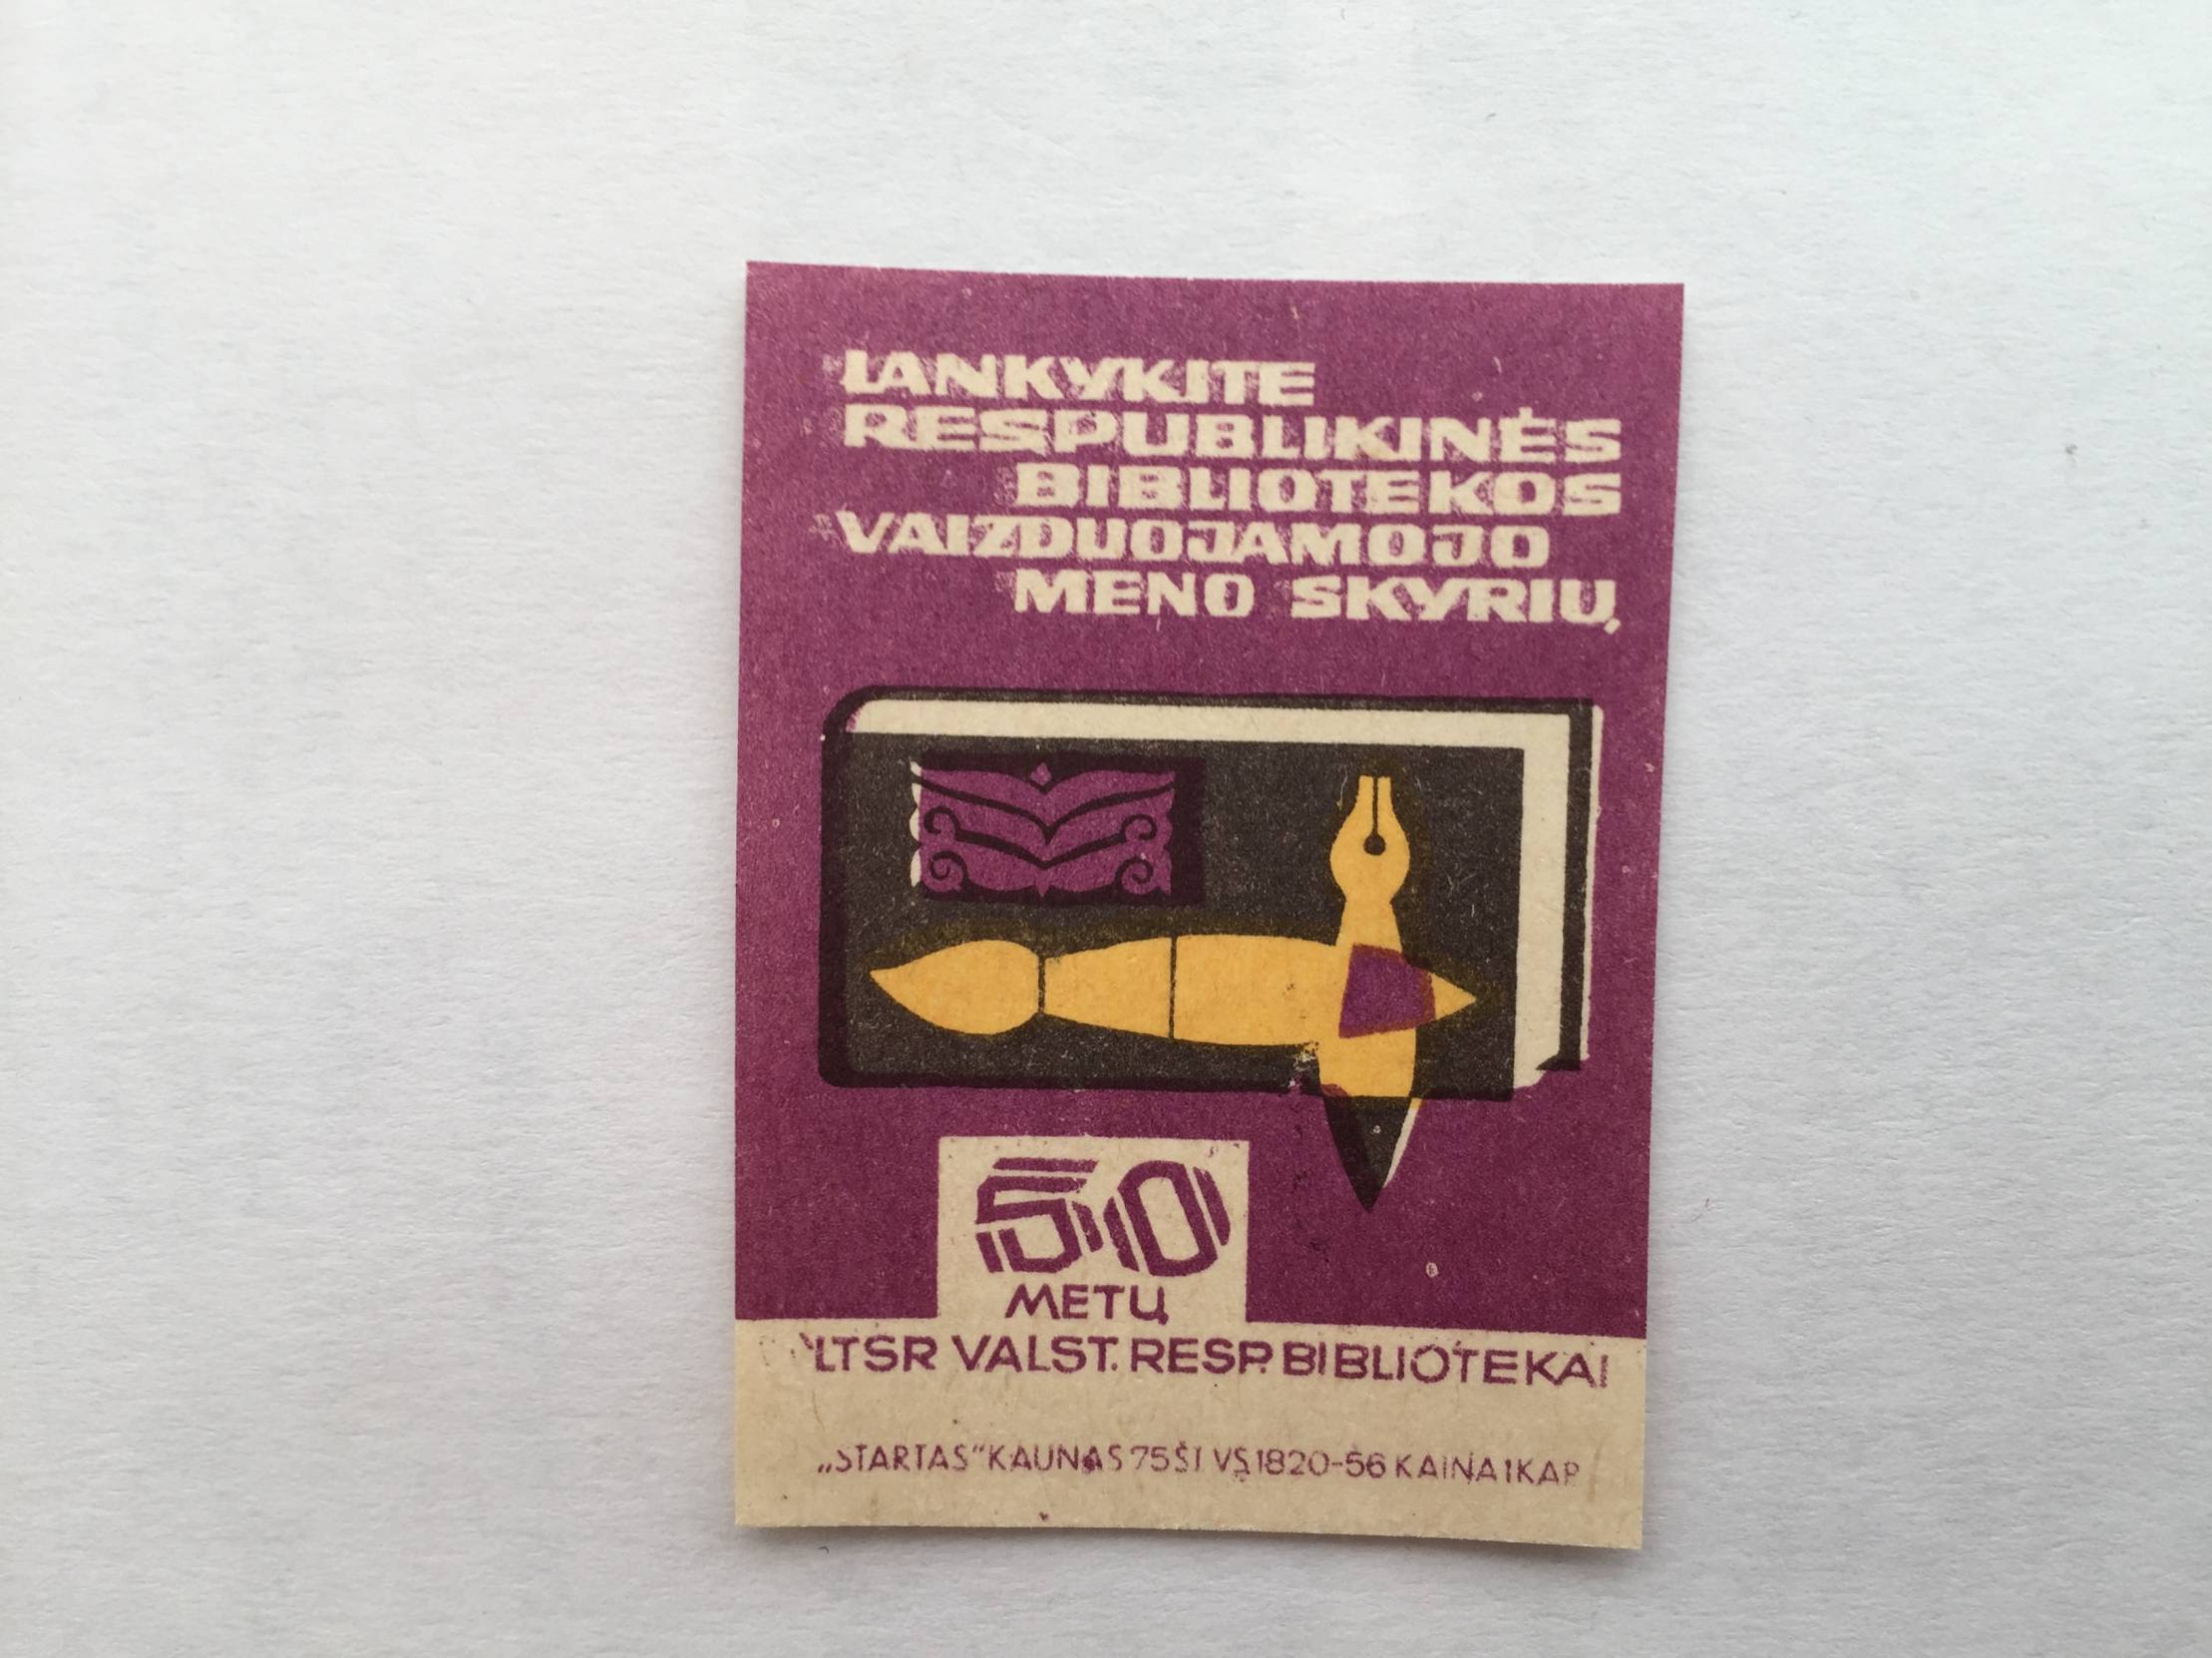 LANKYKITE
RESPUBLIKINĖS
BIBLIOTEKOS
VAIZDUOJAMOJO
MENO SKYRIŲ
50
METŲ
LTSR VALST. RESP. BIBLIOTEKAI
„STARTAS" KAUNAS 75 ŠI VŠ 1820-56 KAINA 1 KAP